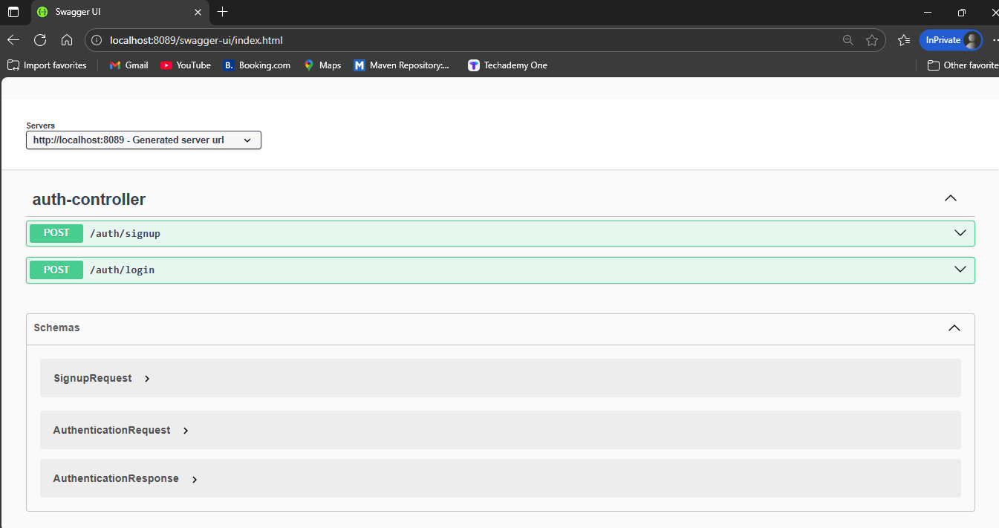 Swagger UI
localhost:8089/swagger-ui/index.html
InPrivate
Import favorites
Gmail
YouTube
B. Booking.com
Maps
M Maven Repository:...
T Techademy One
Other favorite
Servers
http://localhost:8089 - Generated server url
auth-controller
POST /auth/signup
POST /auth/login
Schemas
SignupRequest
AuthenticationRequest
AuthenticationResponse